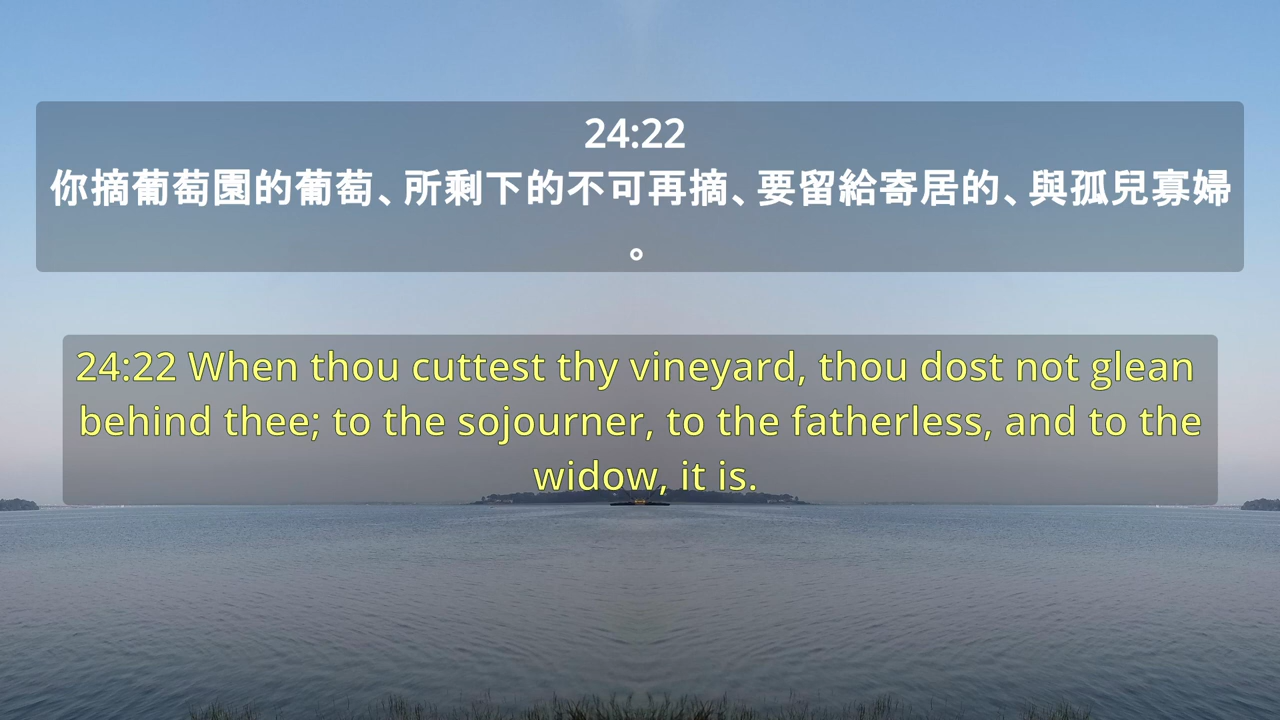 24:22
你摘葡萄園的葡萄、所剩下的不可再摘、要留給寄居的、與孤兒寡婦
。
24:22 When thou cuttest thy vineyard, thou dost not glean
behind thee; to the sojourner, to the fatherless, and to the
widow, it is.